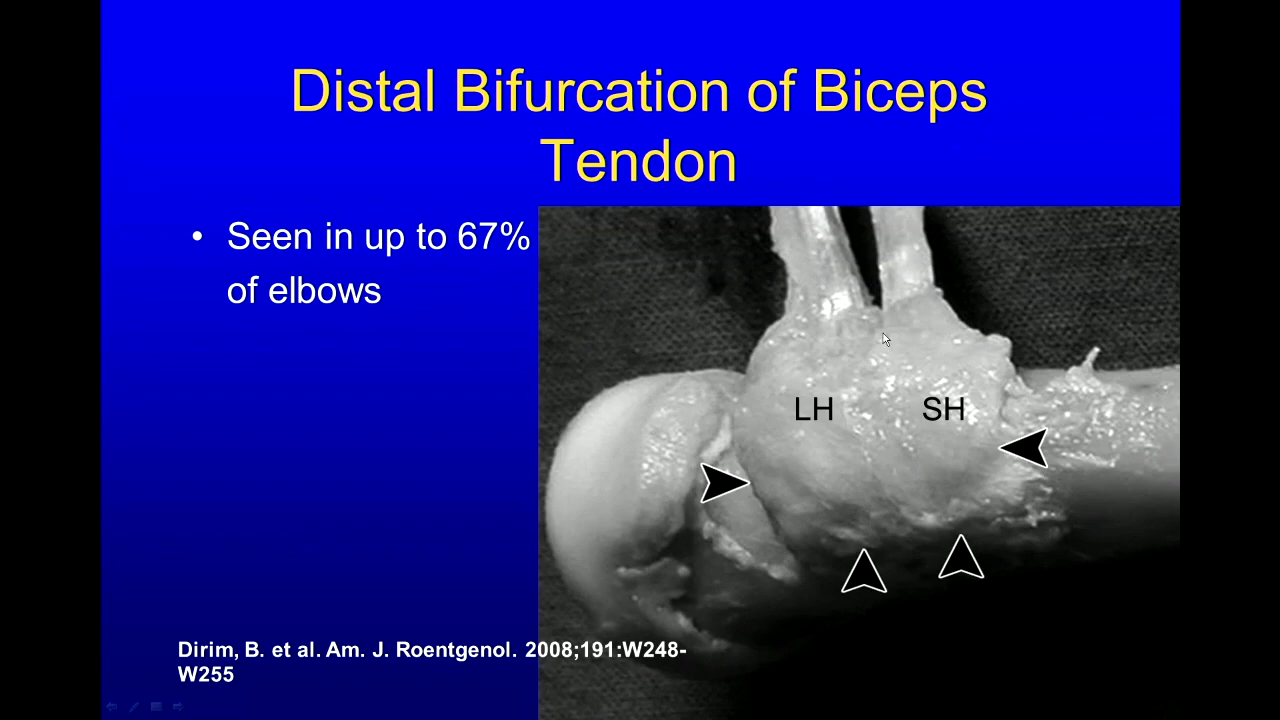 Distal Bifurcation of Biceps
Tendon
• Seen in up to 67%
of elbows
LH
SH
Dirim, B. et al. Am. J. Roentgenol. 2008;191:W248-
W255